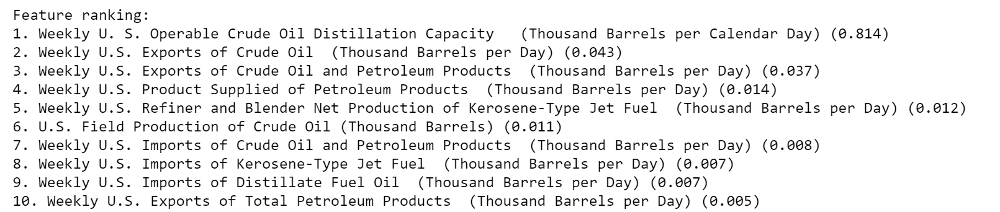 Feature ranking:
1. Weekly U. S. Operable Crude Oil Distillation Capacity   (Thousand Barrels per Calendar Day) (0.814)
2. Weekly U.S. Exports of Crude Oil  (Thousand Barrels per Day) (0.043)
3. Weekly U.S. Exports of Crude Oil and Petroleum Products  (Thousand Barrels per Day) (0.037)
4. Weekly U.S. Product Supplied of Petroleum Products  (Thousand Barrels per Day) (0.014)
5. Weekly U.S. Refiner and Blender Net Production of Kerosene-Type Jet Fuel  (Thousand Barrels per Day) (0.012)
6. U.S. Field Production of Crude Oil (Thousand Barrels) (0.011)
7. Weekly U.S. Imports of Crude Oil and Petroleum Products  (Thousand Barrels per Day) (0.008)
8. Weekly U.S. Imports of Kerosene-Type Jet Fuel  (Thousand Barrels per Day) (0.007)
9. Weekly U.S. Imports of Distillate Fuel Oil  (Thousand Barrels per Day) (0.007)
10. Weekly U.S. Exports of Total Petroleum Products  (Thousand Barrels per Day) (0.005)